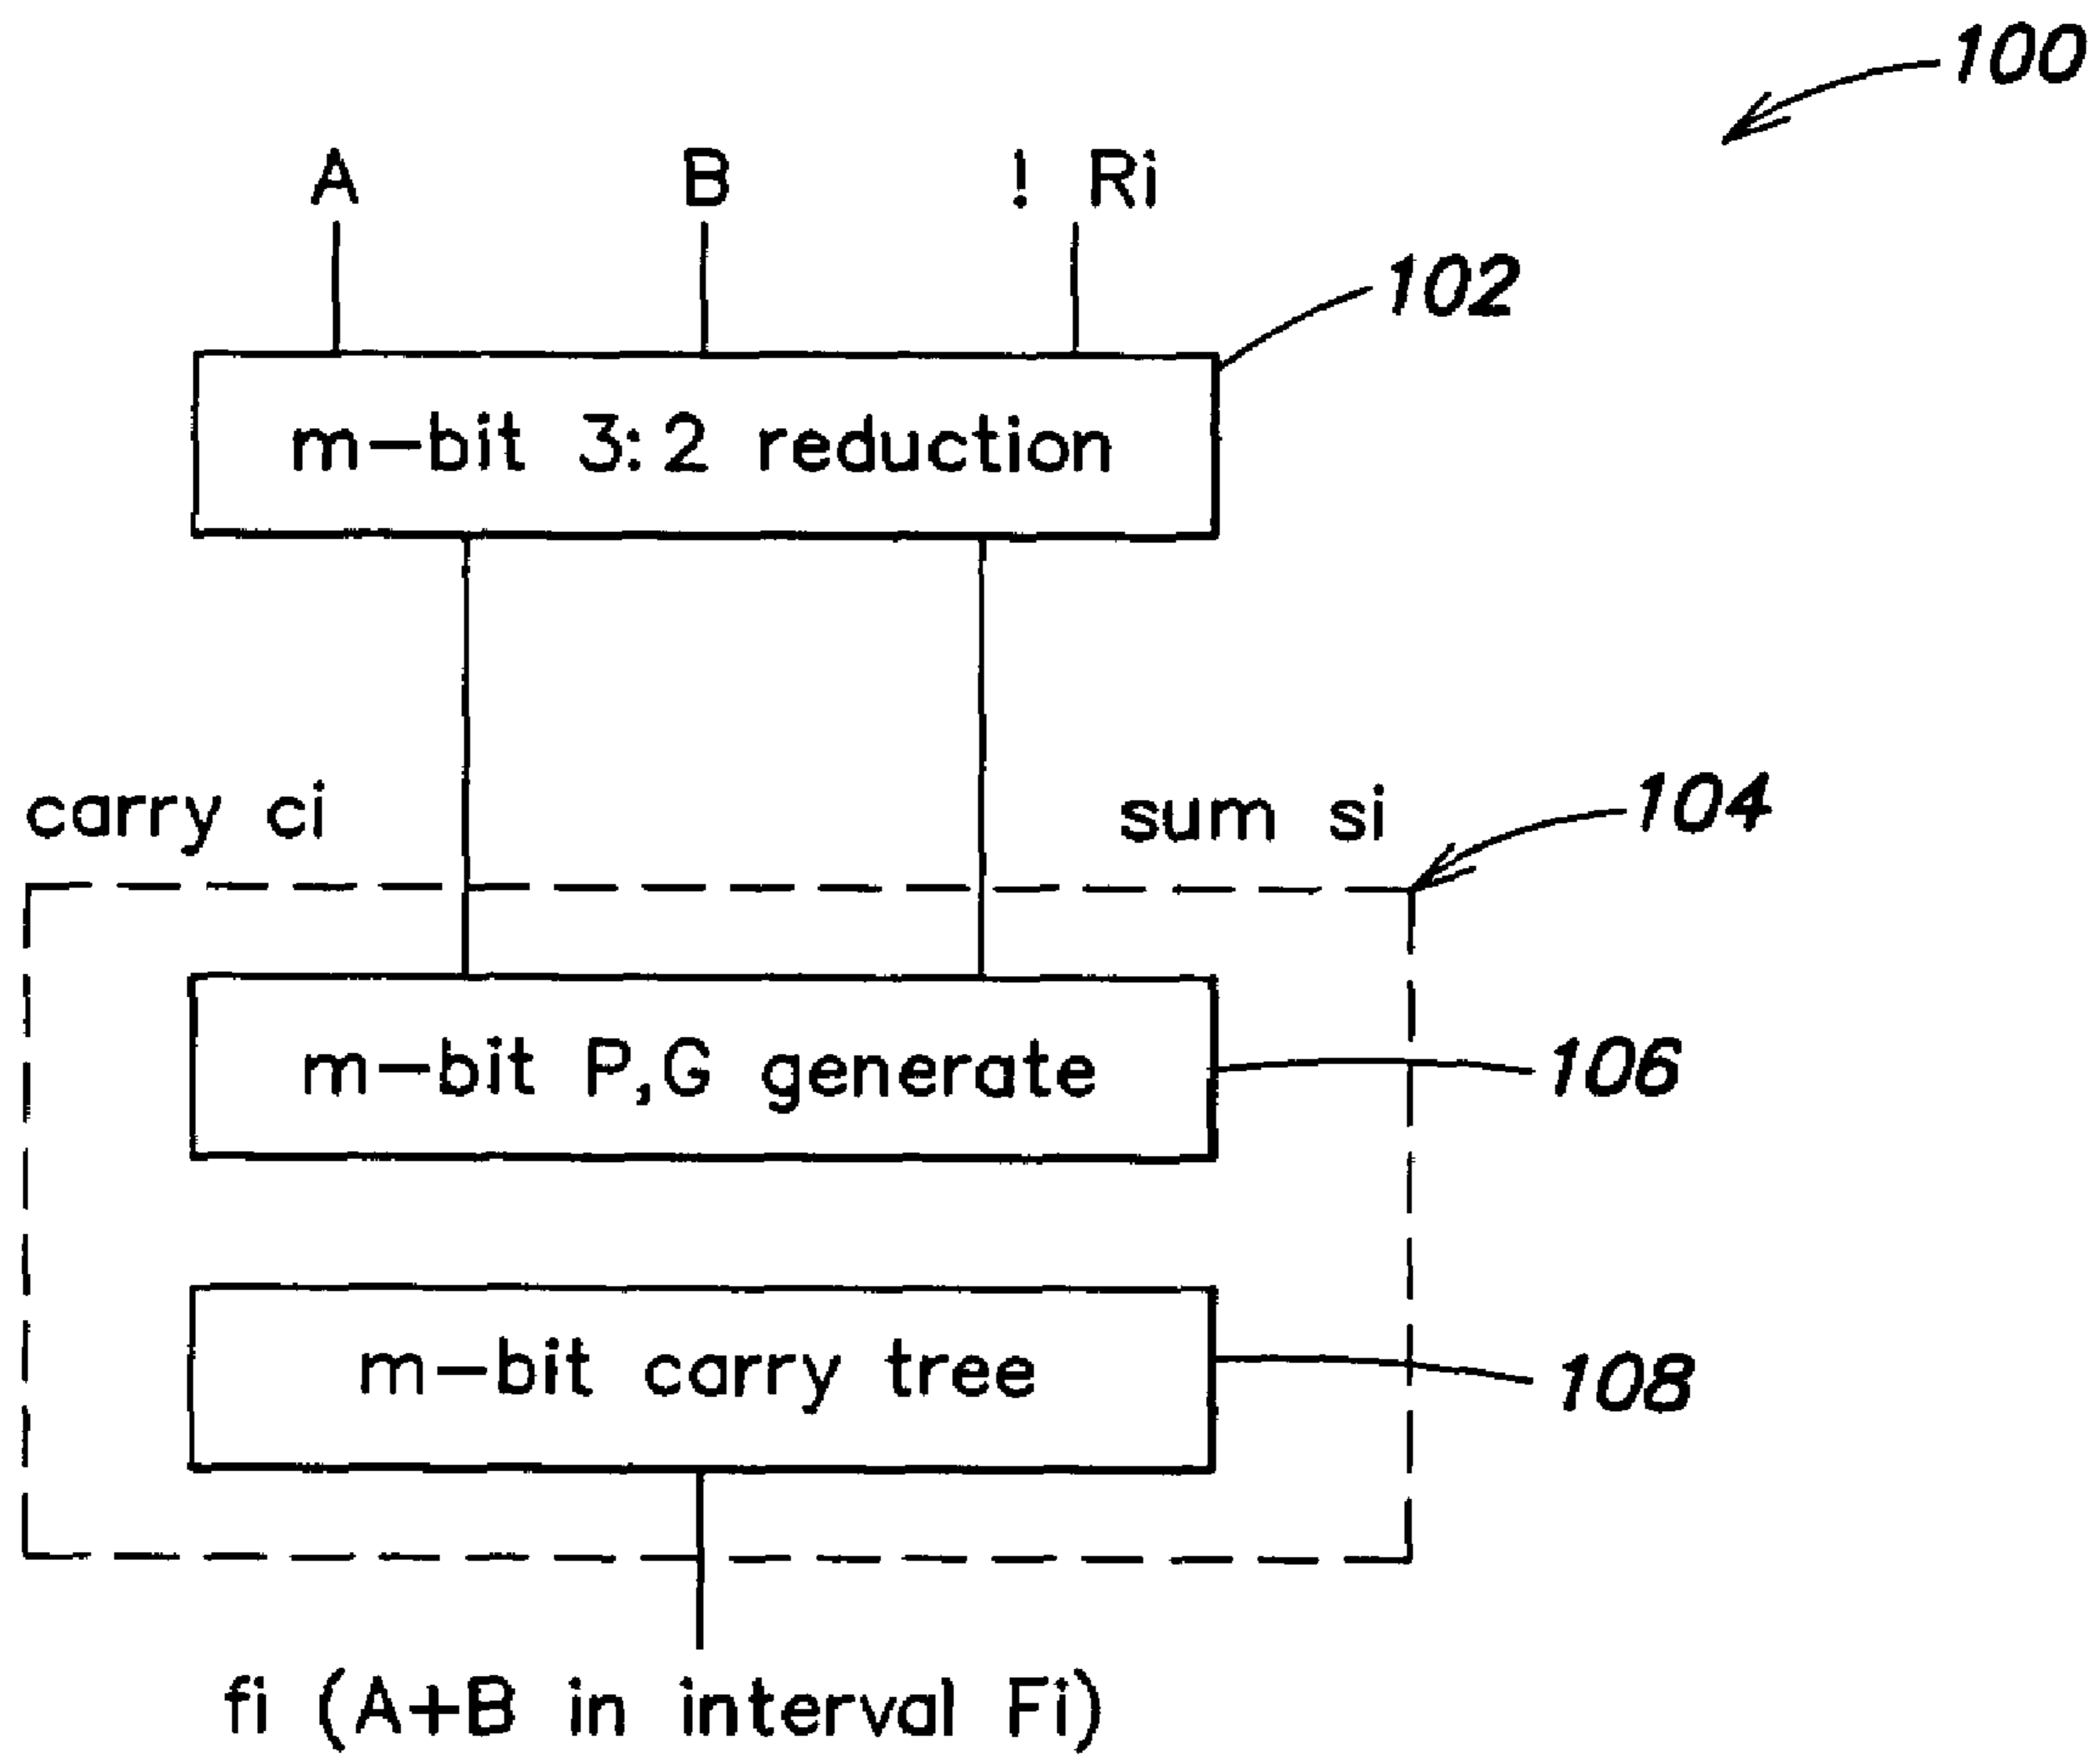 100
A B ! Ri
102
m-bit 3:2 reduction
carry ci sum si
104
m-bit P,G generate
106
m-bit carry tree
108
fi (A+B in interval Fi)